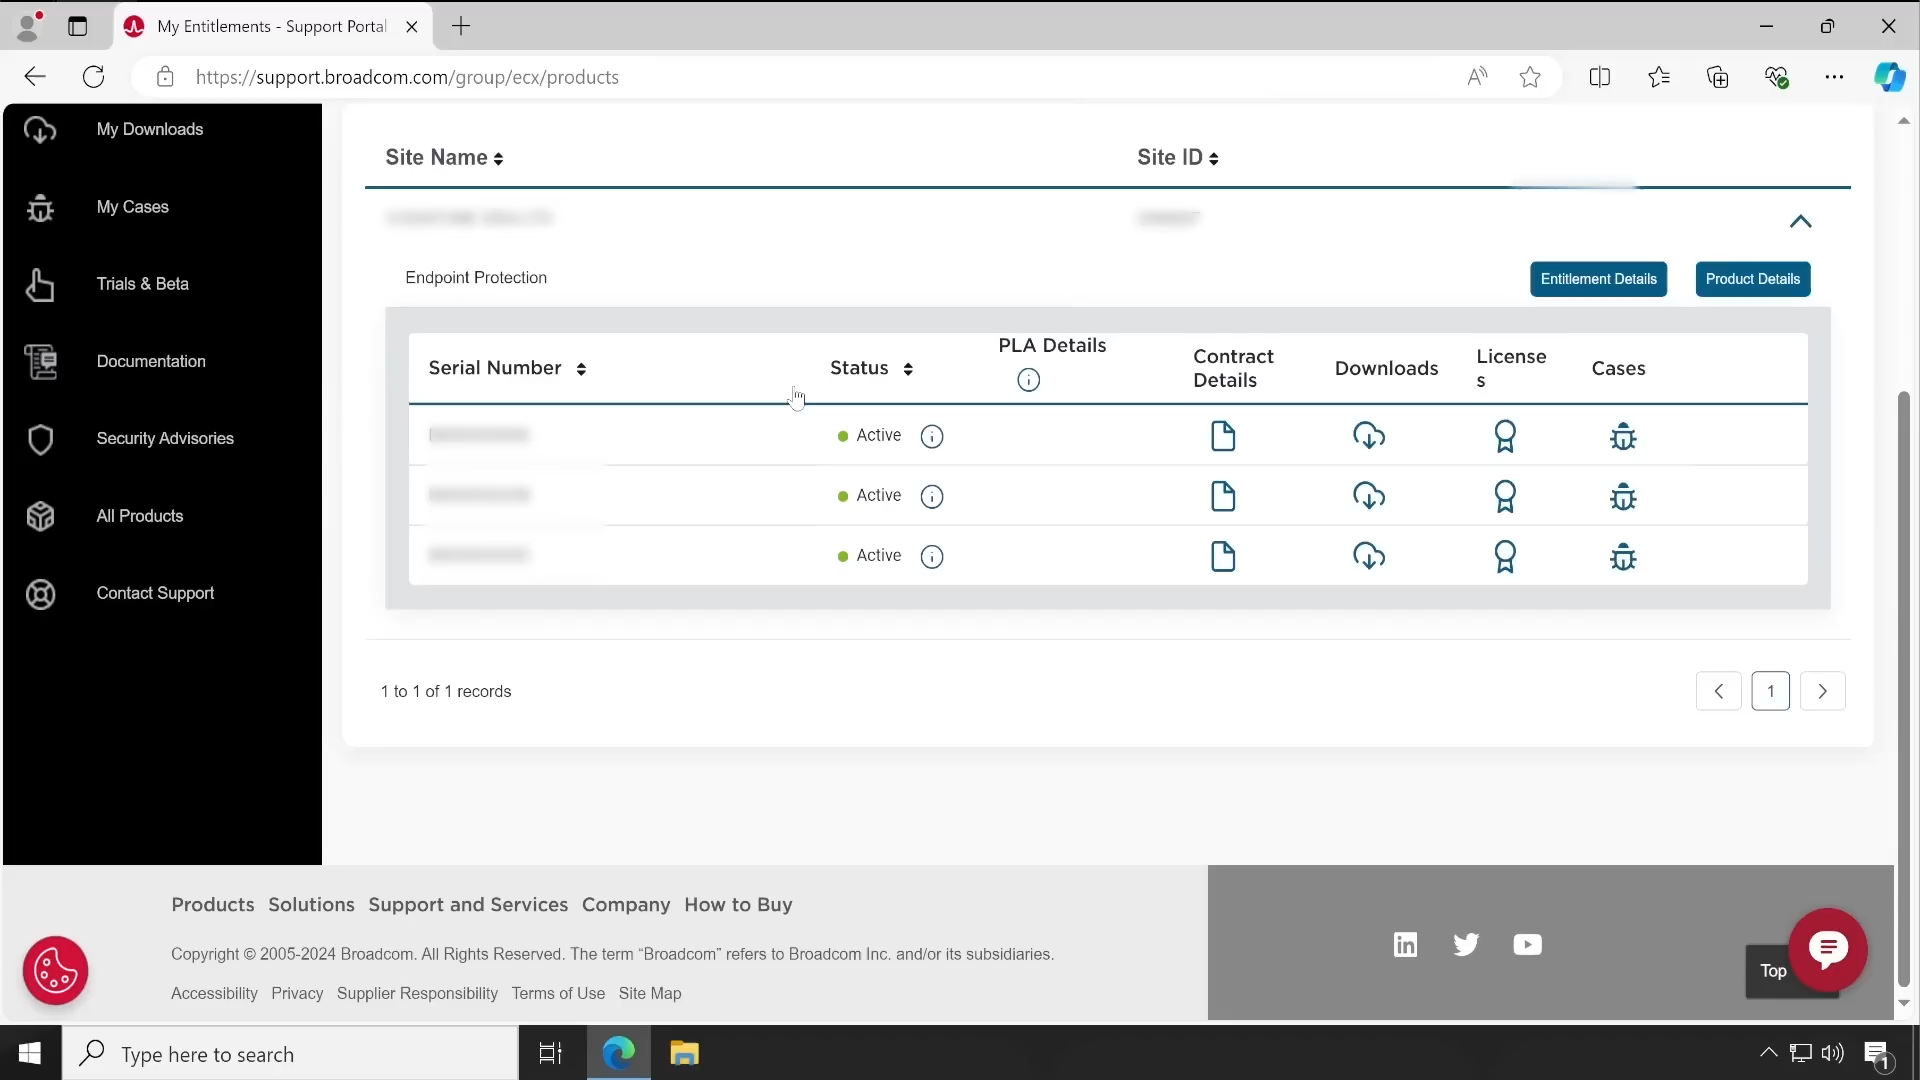 My Entitlements - Support Portal
https://support.broadcom.com/group/ecx/products
My Downloads
My Cases
Trials & Beta
Documentation
Security Advisories
All Products
Contact Support
Site Name
Site ID
Endpoint Protection
Entitlement Details
Product Details
Serial Number
Status
PLA Details
Contract
Details
Downloads
License
s
Cases
Active
Active
Active
1 to 1 of 1 records
1
Products Solutions Support and Services Company How to Buy
Copyright © 2005-2024 Broadcom. All Rights Reserved. The term “Broadcom” refers to Broadcom Inc. and/or its subsidiaries.
Accessibility Privacy Supplier Responsibility Terms of Use Site Map
Top
Type here to search
1